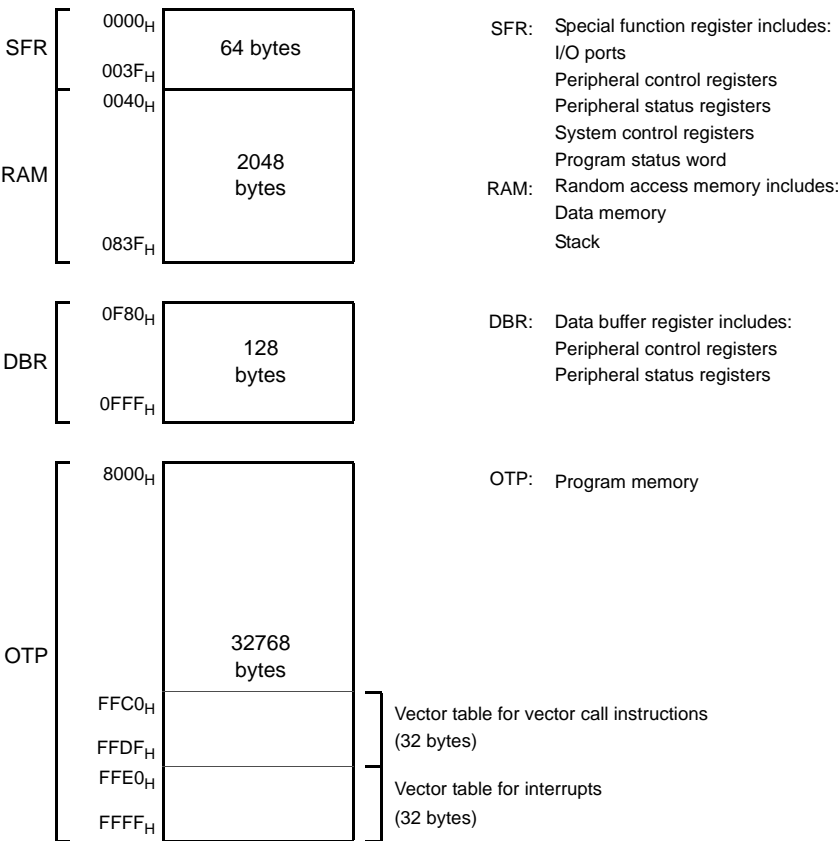 SFR
0000H
64 bytes
003FH
RAM
0040H
2048
bytes
083FH
SFR: Special function register includes:
I/O ports
Peripheral control registers
Peripheral status registers
System control registers
Program status word
RAM: Random access memory includes:
Data memory
Stack
DBR
0F80H
128
bytes
0FFFH
DBR: Data buffer register includes:
Peripheral control registers
Peripheral status registers
OTP
8000H
32768
bytes
OTP: Program memory
FFC0H
FFDFH
Vector table for vector call instructions
(32 bytes)
FFE0H
FFFFH
Vector table for interrupts
(32 bytes)